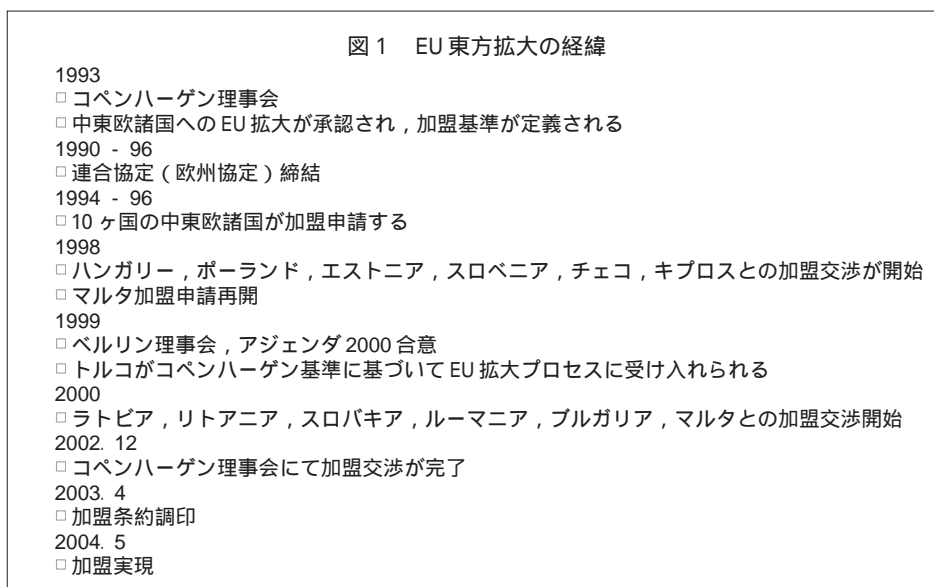 図1 EU東方拡大の経緯
1993
□コペンハーゲン理事会
□中東欧諸国へのEU拡大が承認され,加盟基準が定義される
1990 - 96
□連合協定(欧州協定)締結
1994 - 96
□10ヶ国の中東欧諸国が加盟申請する
1998
□ハンガリー,ポーランド,エストニア,スロベニア,チェコ,キプロスとの加盟交渉が開始
□マルタ加盟申請再開
1999
□ベルリン理事会,アジェンダ2000合意
□トルコがコペンハーゲン基準に基づいてEU拡大プロセスに受け入れられる
2000
□ラトビア,リトアニア,スロバキア,ルーマニア,ブルガリア,マルタとの加盟交渉開始
2002. 12
□コペンハーゲン理事会にて加盟交渉が完了
2003. 4
□加盟条約調印
2004. 5
□加盟実現